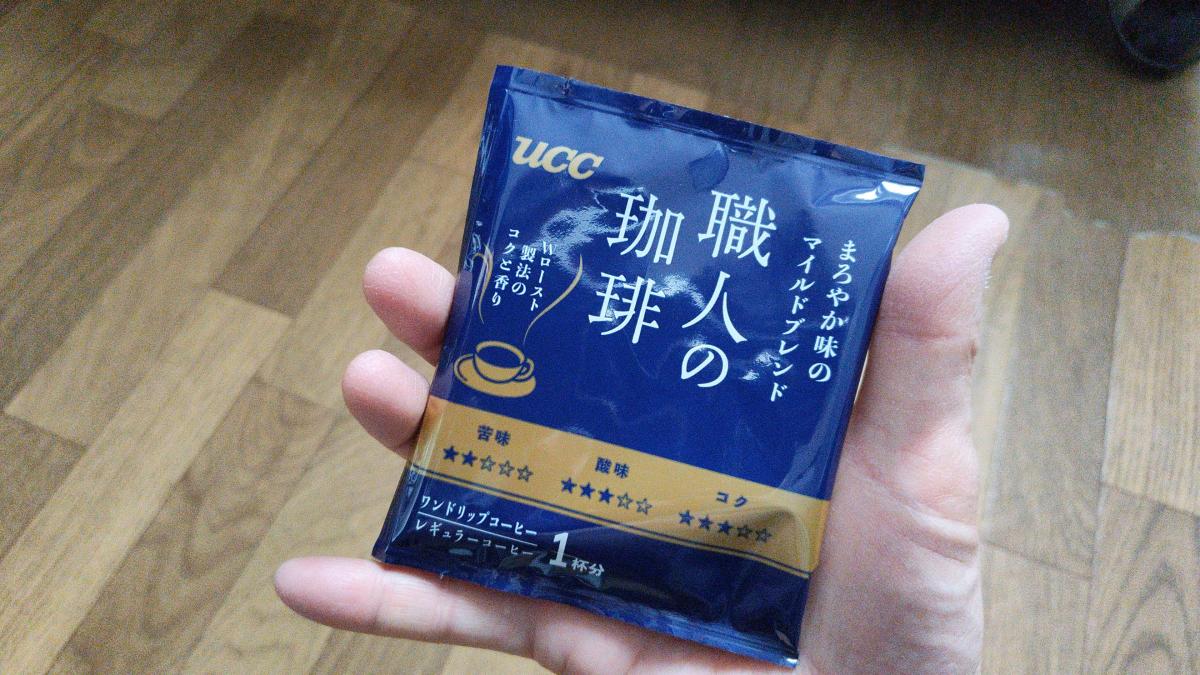 UCC
まろやか味の
マイルドブレンド
職人の
珈琲
Wロースト
製法の
コクと香り
苦味
★★☆☆☆
酸味
★★★☆☆
コク
★★★☆☆
ワンドリップコーヒー
レギュラーコーヒー
1杯分